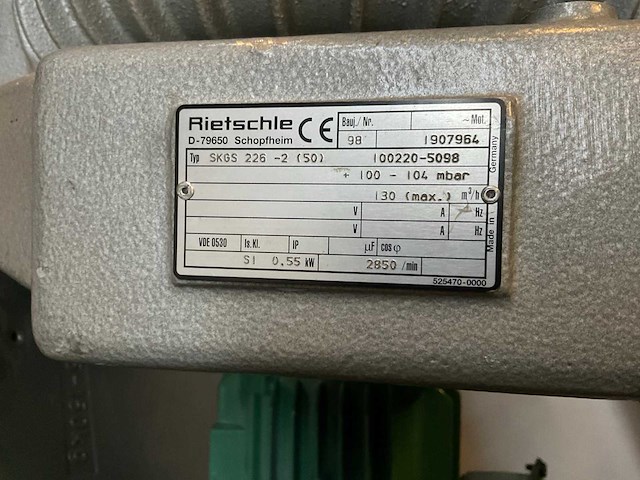 Rietschle CE Bauj./Nr. ~Mot.
D-79650 Schopfheim 98 1907964
Typ SKGS 226 -2 (50) 100220-5098
+ 100 - 104 mbar
130 (max.) m³/h
V A Hz
V A Hz
VDE 0530 Is.Kl. IP µF cos φ
SI 0.55 kW 2850 /min
525470-0000
Made in Germany